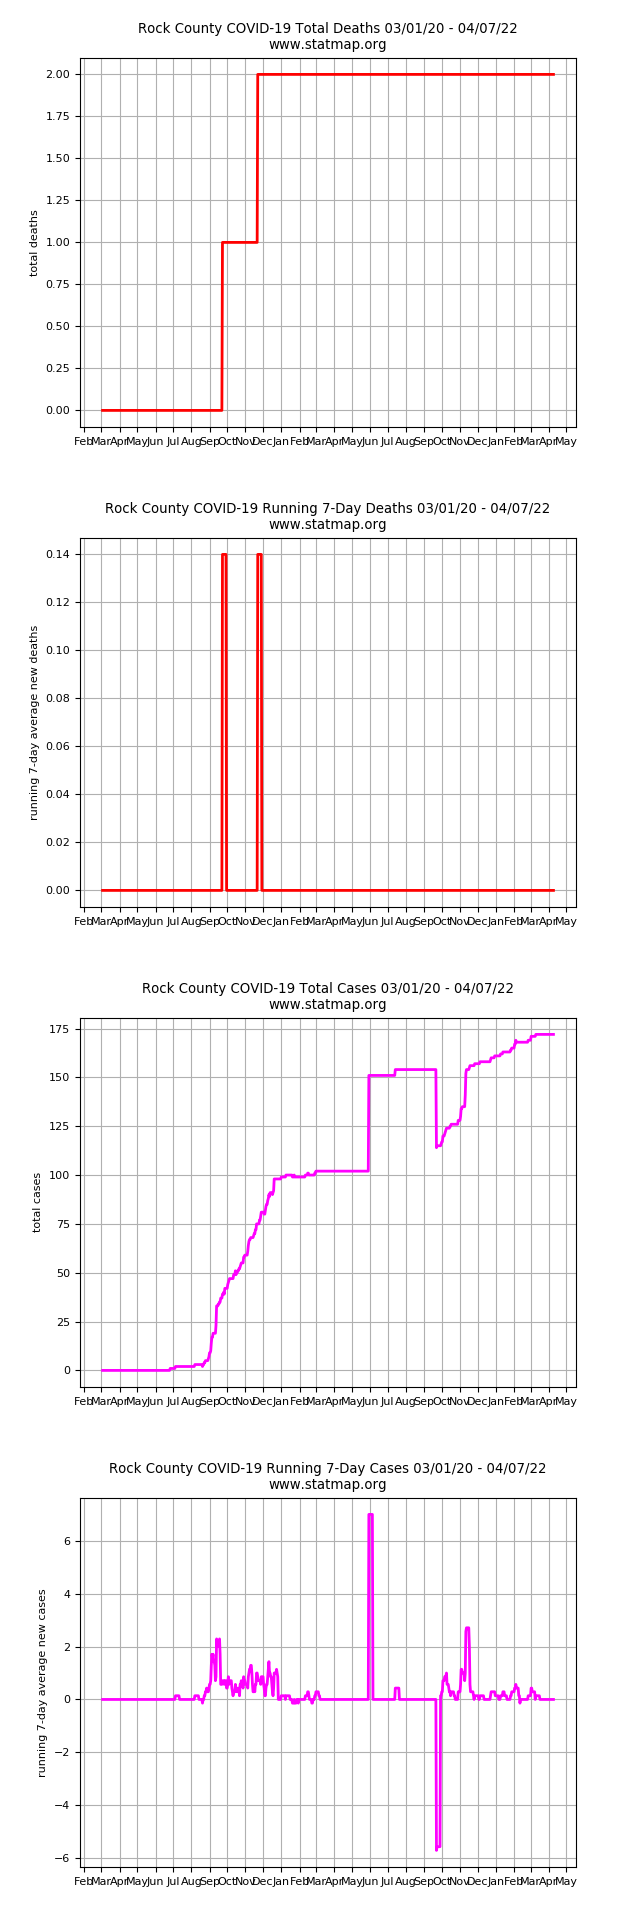 Rock County COVID-19 Total Deaths 03/01/20 - 04/07/22
www.statmap.org
2.00
1.75
1.50
1.25
1.00
0.75
0.50
0.25
0.00
total deaths
Feb Mar Apr May Jun Jul Aug Sep Oct Nov Dec Jan Feb Mar Apr May Jun Jul Aug Sep Oct Nov Dec Jan Feb Mar Apr May
Rock County COVID-19 Running 7-Day Deaths 03/01/20 - 04/07/22
www.statmap.org
0.14
0.12
0.10
0.08
0.06
0.04
0.02
0.00
running 7-day average new deaths
Feb Mar Apr May Jun Jul Aug Sep Oct Nov Dec Jan Feb Mar Apr May Jun Jul Aug Sep Oct Nov Dec Jan Feb Mar Apr May
Rock County COVID-19 Total Cases 03/01/20 - 04/07/22
www.statmap.org
175
150
125
100
75
50
25
0
total cases
Feb Mar Apr May Jun Jul Aug Sep Oct Nov Dec Jan Feb Mar Apr May Jun Jul Aug Sep Oct Nov Dec Jan Feb Mar Apr May
Rock County COVID-19 Running 7-Day Cases 03/01/20 - 04/07/22
www.statmap.org
6
4
2
0
−2
−4
−6
running 7-day average new cases
Feb Mar Apr May Jun Jul Aug Sep Oct Nov Dec Jan Feb Mar Apr May Jun Jul Aug Sep Oct Nov Dec Jan Feb Mar Apr May